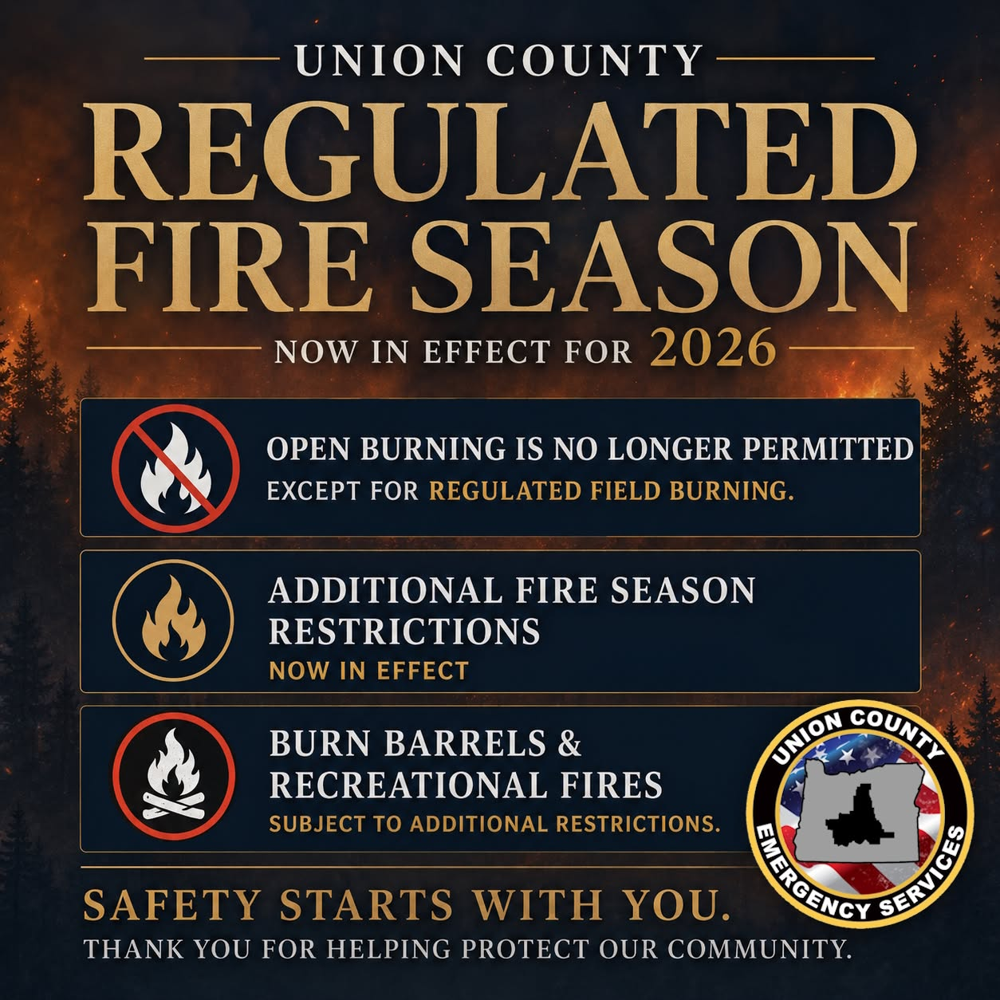 UNION COUNTY
REGULATED
FIRE SEASON
NOW IN EFFECT FOR 2026
OPEN BURNING IS NO LONGER PERMITTED
EXCEPT FOR REGULATED FIELD BURNING.
ADDITIONAL FIRE SEASON
RESTRICTIONS
NOW IN EFFECT
BURN BARRELS &
RECREATIONAL FIRES
SUBJECT TO ADDITIONAL RESTRICTIONS.
UNION COUNTY
EMERGENCY SERVICES
SAFETY STARTS WITH YOU.
THANK YOU FOR HELPING PROTECT OUR COMMUNITY.